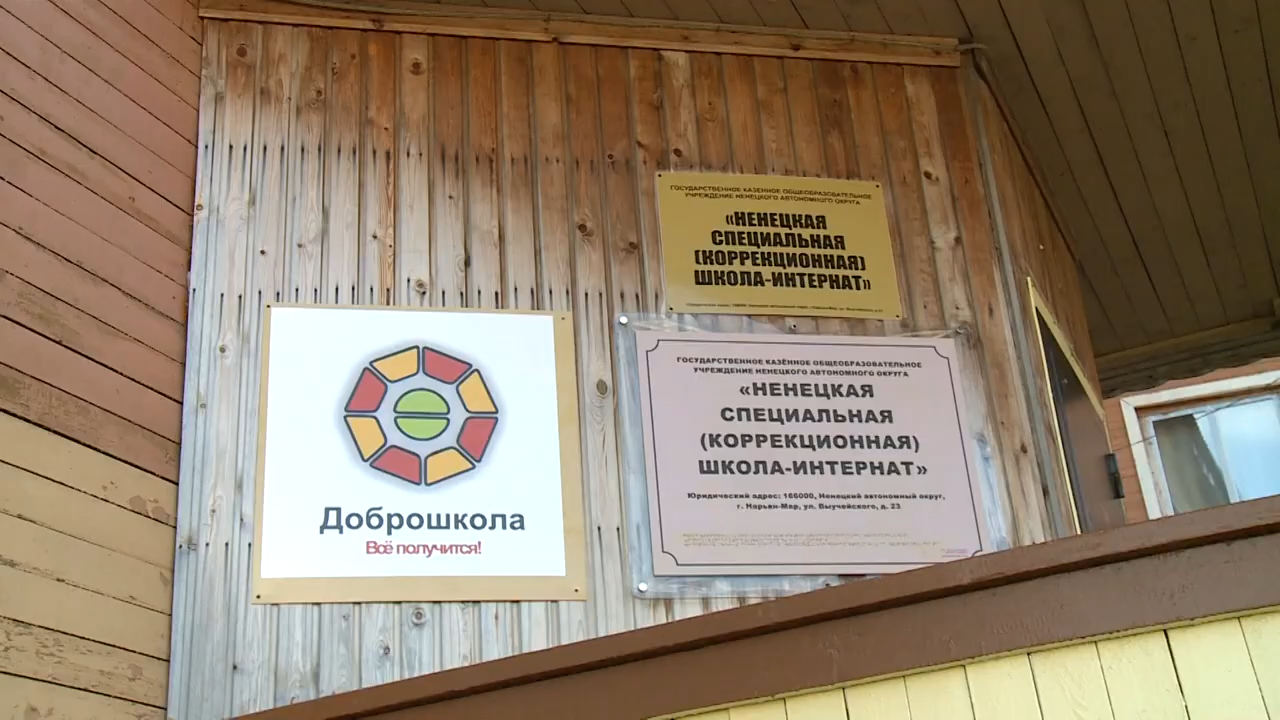 ГОСУДАРСТВЕННОЕ КАЗЕННОЕ ОБЩЕОБРАЗОВАТЕЛЬНОЕ
УЧРЕЖДЕНИЕ НЕНЕЦКОГО АВТОНОМНОГО ОКРУГА
«НЕНЕЦКАЯ
СПЕЦИАЛЬНАЯ
(КОРРЕКЦИОННАЯ)
ШКОЛА-ИНТЕРНАТ»
Доброшкола
Всё получится!
ГОСУДАРСТВЕННОЕ КАЗЁННОЕ ОБЩЕОБРАЗОВАТЕЛЬНОЕ
УЧРЕЖДЕНИЕ НЕНЕЦКОГО АВТОНОМНОГО ОКРУГА
«НЕНЕЦКАЯ
СПЕЦИАЛЬНАЯ
(КОРРЕКЦИОННАЯ)
ШКОЛА-ИНТЕРНАТ»
Юридический адрес: 166000, Ненецкий автономный округ,
г. Нарьян-Мар, ул. Выучейского, д. 23